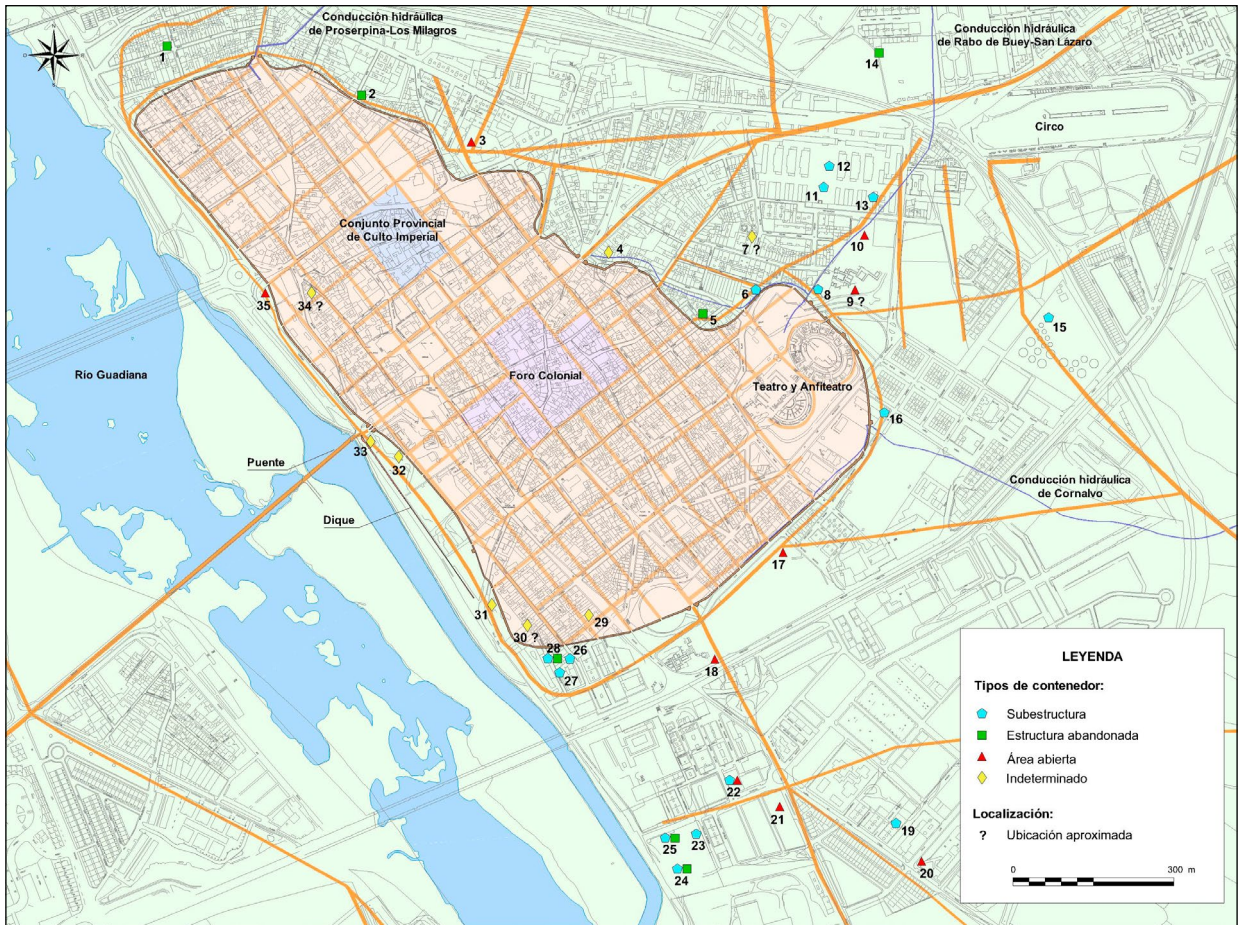 Conducción hidráulica
de Proserpina-Los Milagros
Conducción hidráulica
de Rabo de Buey-San Lázaro
1
2
3
14
Circo
12
11
13
Conjunto Provincial
de Culto Imperial
4
7 ?
10
35
34 ?
6
8
9 ?
5
15
Río Guadiana
Foro Colonial
Teatro y Anfiteatro
16
33
32
Puente
Conducción hidráulica
de Cornalvo
Dique
17
31
30 ?
29
28
26
27
18
22
21
19
25
23
24
20
LEYENDA
Tipos de contenedor:
Subestructura
Estructura abandonada
Área abierta
Indeterminado
Localización:
? Ubicación aproximada
0 300 m